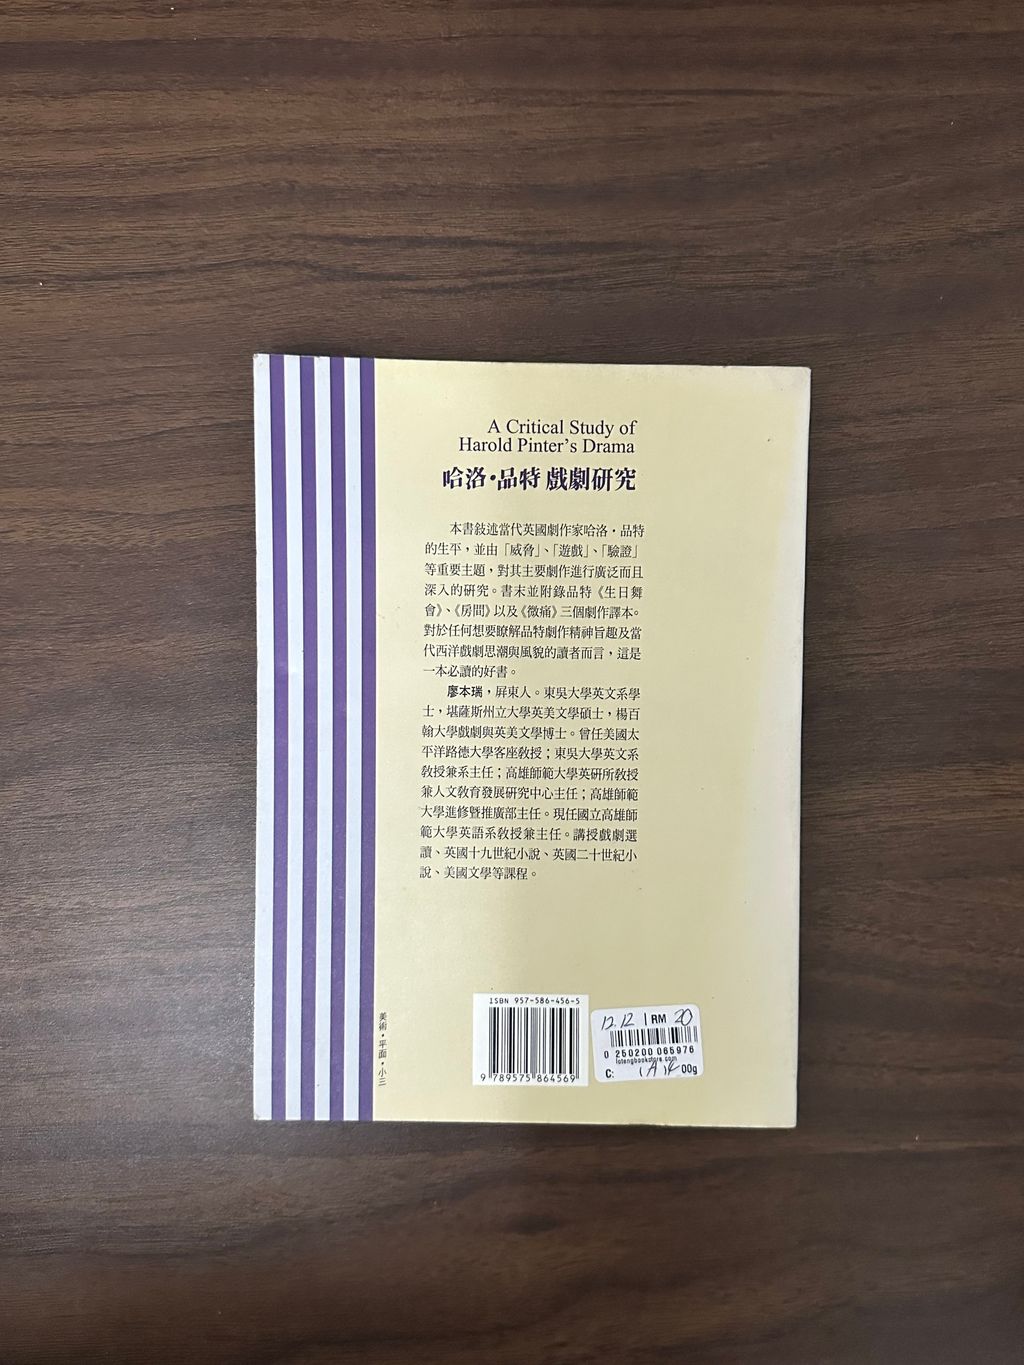 A Critical Study of
Harold Pinter's Drama
哈洛·品特 戲劇研究
本書敍述當代英國劇作家哈洛·品特
的生平，並由「威脅」、「遊戲」、「驗證」
等重要主題，對其主要劇作進行廣泛而且
深入的研究。書末並附錄品特《生日舞
會》、《房間》以及《微痛》三個劇作譯本。
對於任何想要瞭解品特劇作精神旨趣及當
代西洋戲劇思潮與風貌的讀者而言，這是
一本必讀的好書。
廖本瑞，屏東人。東吳大學英文系學
士，堪薩斯州立大學英美文學碩士，楊百
翰大學戲劇與英美文學博士。曾任美國太
平洋路德大學客座敎授；東吳大學英文系
敎授兼系主任；高雄師範大學英研所敎授
兼人文敎育發展研究中心主任；高雄師範
大學進修暨推廣部主任。現任國立高雄師
範大學英語系敎授兼主任。講授戲劇選
讀、英國十九世紀小說、英國二十世紀小
說、美國文學等課程。
美術·平面·小三
ISBN 957-586-456-5
9 789575 864569
12.12 RM 20
0 250200 065976
lotengbookstore.com
C: 00g